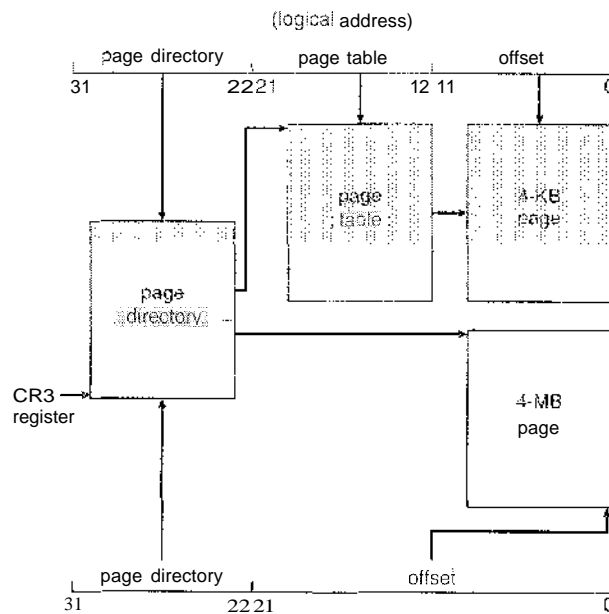 (logical address)
page directory page table offset
31 22 21 12 11 0
page table
4-KB page
page directory
CR3 register
4-MB page
page directory offset
31 22 21 0